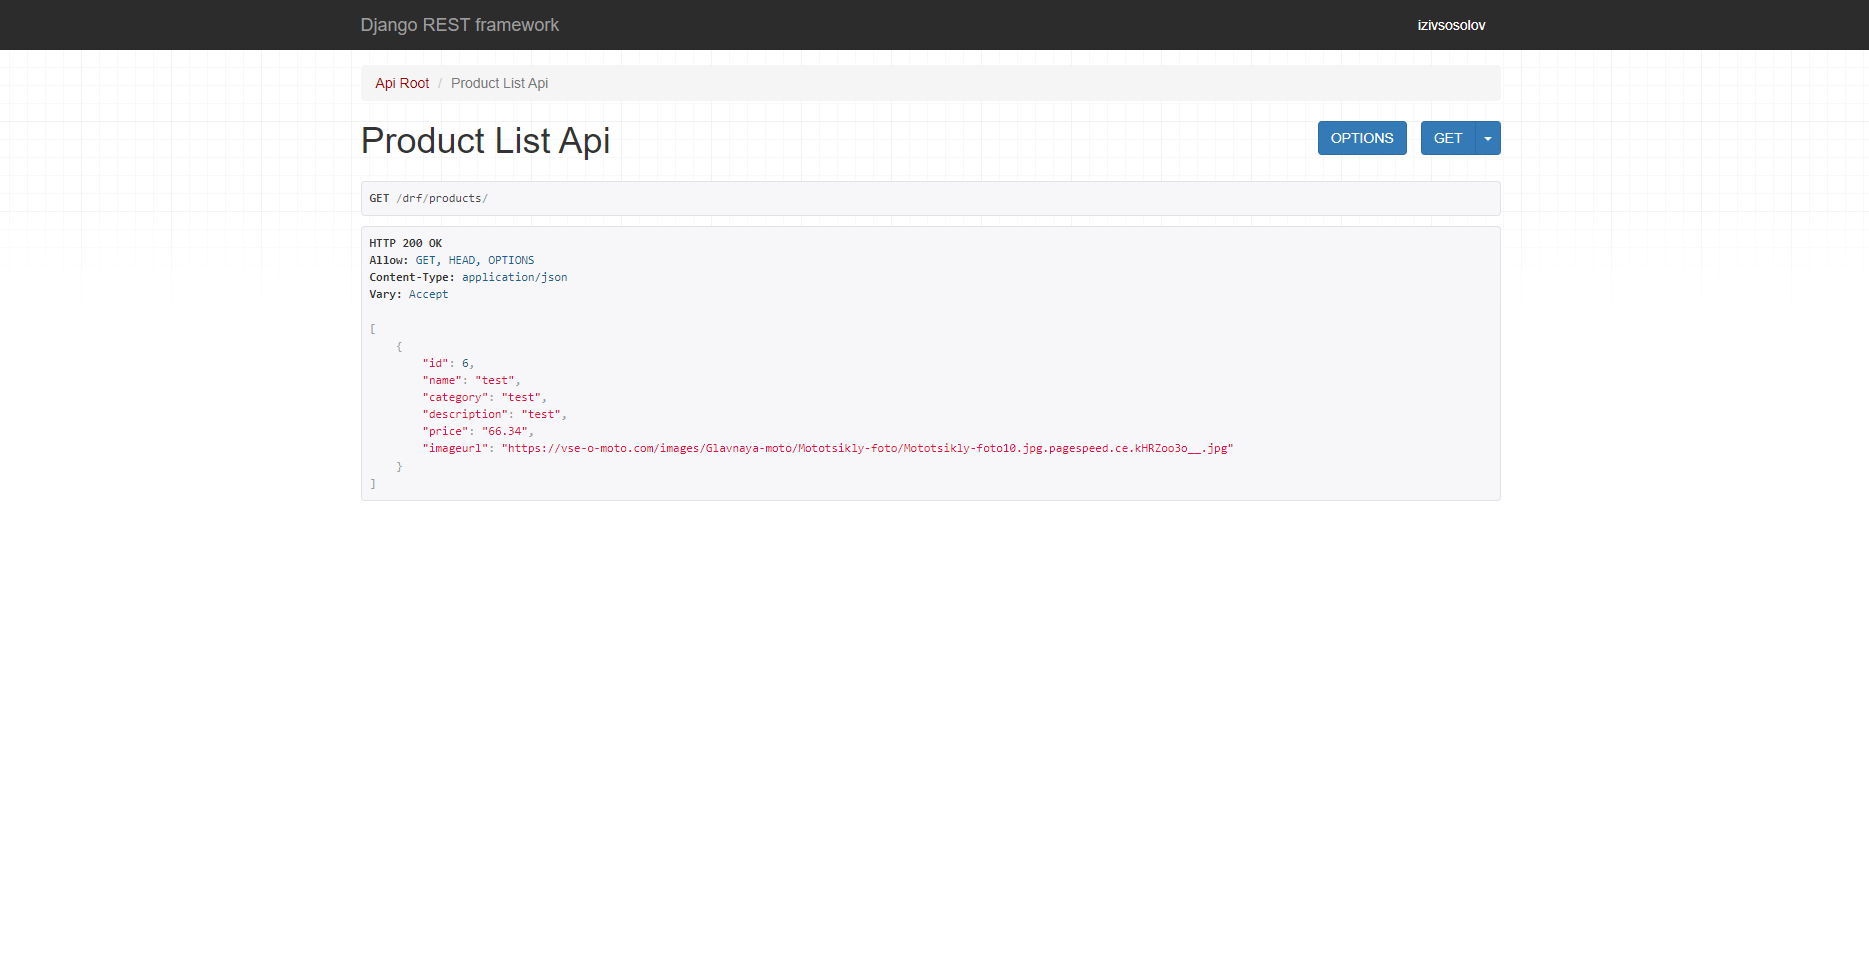 Django REST framework
izivsosolov
Api Root / Product List Api
Product List Api
OPTIONS
GET
GET /drf/products/
HTTP 200 OK
Allow: GET, HEAD, OPTIONS
Content-Type: application/json
Vary: Accept
[
{
"id": 6,
"name": "test",
"category": "test",
"description": "test",
"price": "66.34",
"imageurl": "https://vse-o-moto.com/images/Glavnaya-moto/Mototsikly-foto/Mototsikly-foto10.jpg.pagespeed.ce.kHRZoo3o__.jpg"
}
]